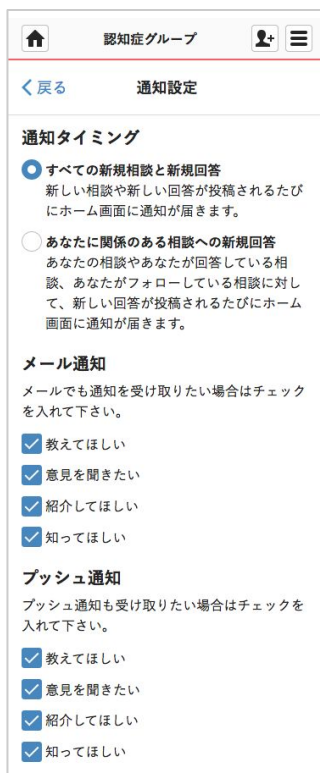 認知症グループ
戻る 通知設定
通知タイミング
すべての新規相談と新規回答
新しい相談や新しい回答が投稿されるたび
にホーム画面に通知が届きます。
あなたに関係のある相談への新規回答
あなたの相談やあなたが回答している相
談、あなたがフォローしている相談に対し
て、新しい回答が投稿されるたびにホーム
画面に通知が届きます。
メール通知
メールでも通知を受け取りたい場合はチェック
を入れて下さい。
教えてほしい
意見を聞きたい
紹介してほしい
知ってほしい
プッシュ通知
プッシュ通知も受け取りたい場合はチェックを
入れて下さい。
教えてほしい
意見を聞きたい
紹介してほしい
知ってほしい